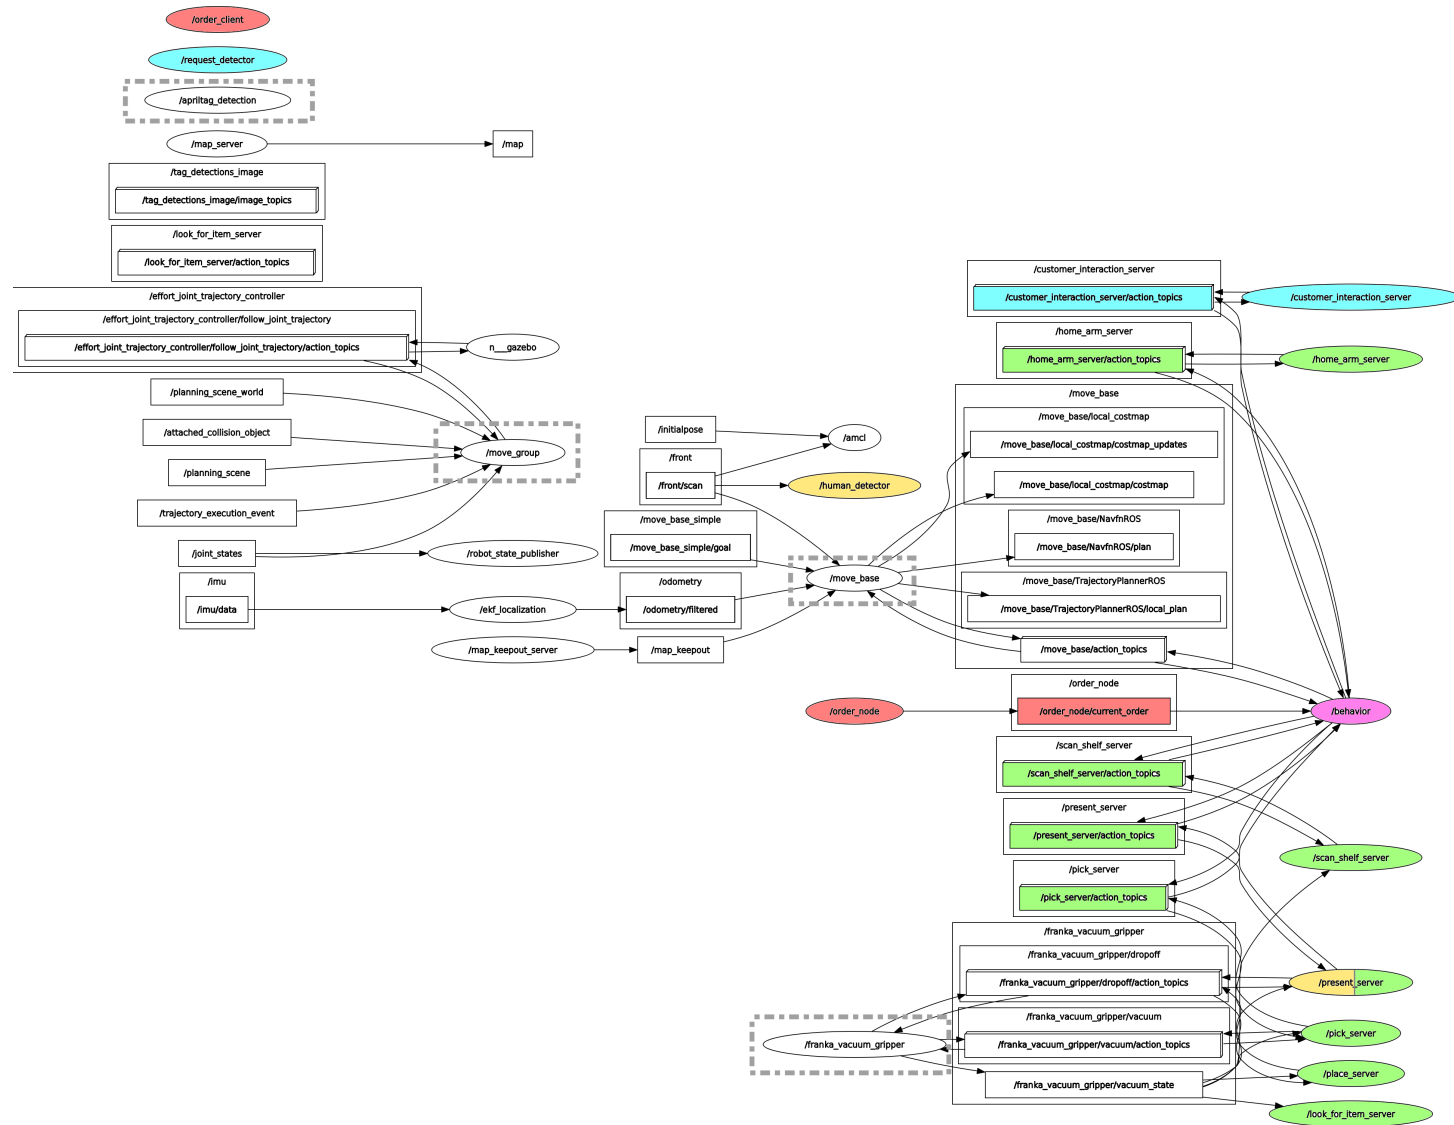 /order_client
/request_detector
/apriltag_detection
/map_server
/map
/tag_detections_image
/tag_detections_image/image_topics
/look_for_item_server
/look_for_item_server/action_topics
/effort_joint_trajectory_controller
/effort_joint_trajectory_controller/follow_joint_trajectory
/effort_joint_trajectory_controller/follow_joint_trajectory/action_topics
n___gazebo
/planning_scene_world
/attached_collision_object
/planning_scene
/trajectory_execution_event
/joint_states
/move_group
/robot_state_publisher
/imu
/imu/data
/ekf_localization
/map_keepout_server
/initialpose
/front
/front/scan
/move_base_simple
/move_base_simple/goal
/odometry
/odometry/filtered
/map_keepout
/amcl
/human_detector
/move_base
/order_node
/customer_interaction_server
/customer_interaction_server/action_topics
/customer_interaction_server
/home_arm_server
/home_arm_server/action_topics
/home_arm_server
/move_base
/move_base/local_costmap
/move_base/local_costmap/costmap_updates
/move_base/local_costmap/costmap
/move_base/NavfnROS
/move_base/NavfnROS/plan
/move_base/TrajectoryPlannerROS
/move_base/TrajectoryPlannerROS/local_plan
/move_base/action_topics
/order_node
/order_node/current_order
/behavior
/scan_shelf_server
/scan_shelf_server/action_topics
/present_server
/present_server/action_topics
/scan_shelf_server
/pick_server
/pick_server/action_topics
/franka_vacuum_gripper
/franka_vacuum_gripper/dropoff
/franka_vacuum_gripper/dropoff/action_topics
/present_server
/franka_vacuum_gripper/vacuum
/franka_vacuum_gripper/vacuum/action_topics
/franka_vacuum_gripper
/pick_server
/franka_vacuum_gripper/vacuum_state
/place_server
/look_for_item_server